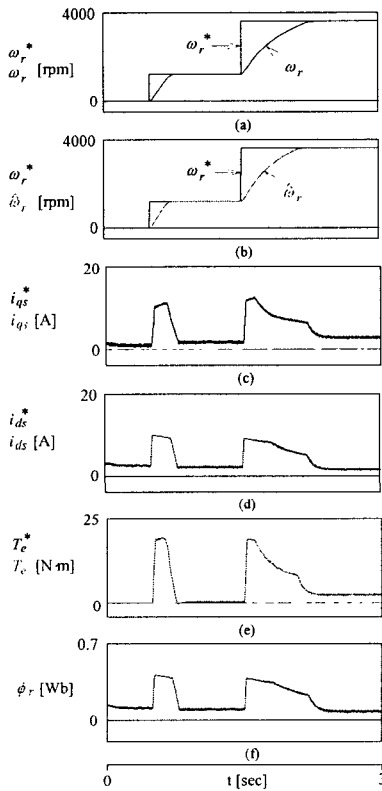 4000
ω_r* 
ω_r [rpm]
ω_r*
ω_r
0
(a)
4000
ω_r*
ω̂_r [rpm]
ω_r*
ω̂_r
0
(b)
20
i_qs*
i_qs [A]
0
(c)
20
i_ds*
i_ds [A]
0
(d)
25
T_e*
T_e [N·m]
0
(e)
0.7
ϕ_r [Wb]
0
(f)
0 t[sec] 3